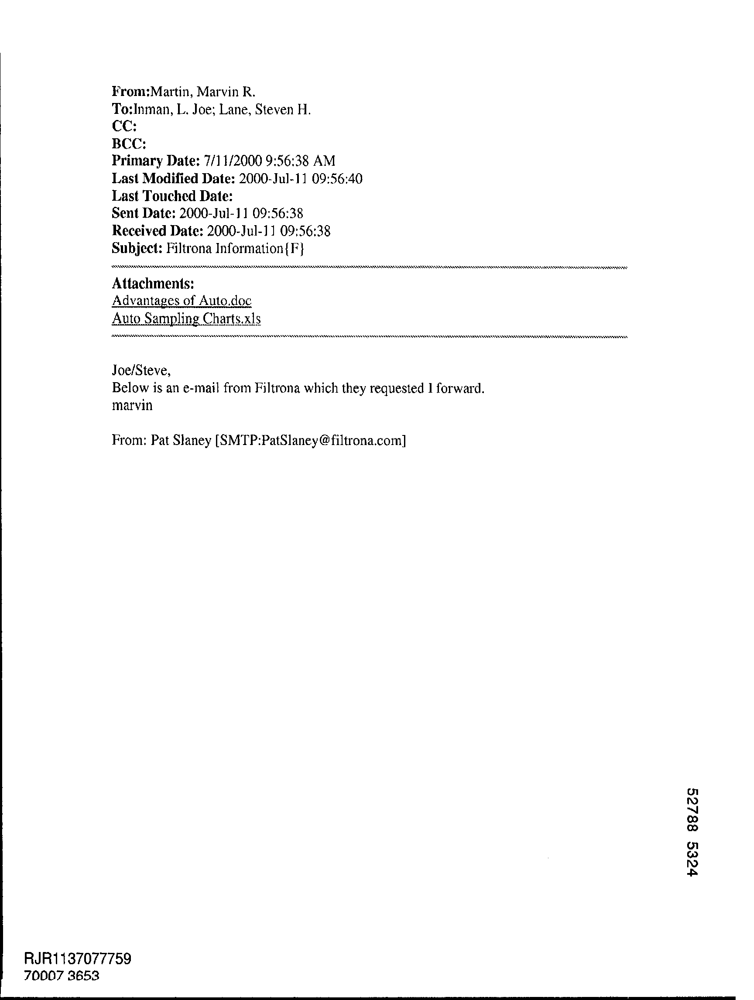 From:Martin, Marvin R.
To:Inman, L. Joe; Lane, Steven H.
CC:
BCC:
Primary Date: 7/11/2000 9:56:38 AM
Last Modified Date: 2000-Jul-11 09:56:40
Last Touched Date:
Sent Date: 2000-Jul-11 09:56:38
Received Date: 2000-Jul-11 09:56:38
Subject: Filtrona Information{F}
Attachments:
Advantages of Auto.doc
Auto Sampling Charts.xls
Joe/Steve,
Below is an e-mail from Filtrona which they requested I forward.
marvin
From: Pat Slaney [SMTP:PatSlaney@filtrona.com]
52788 5324
RJR1137077759
70007 3653